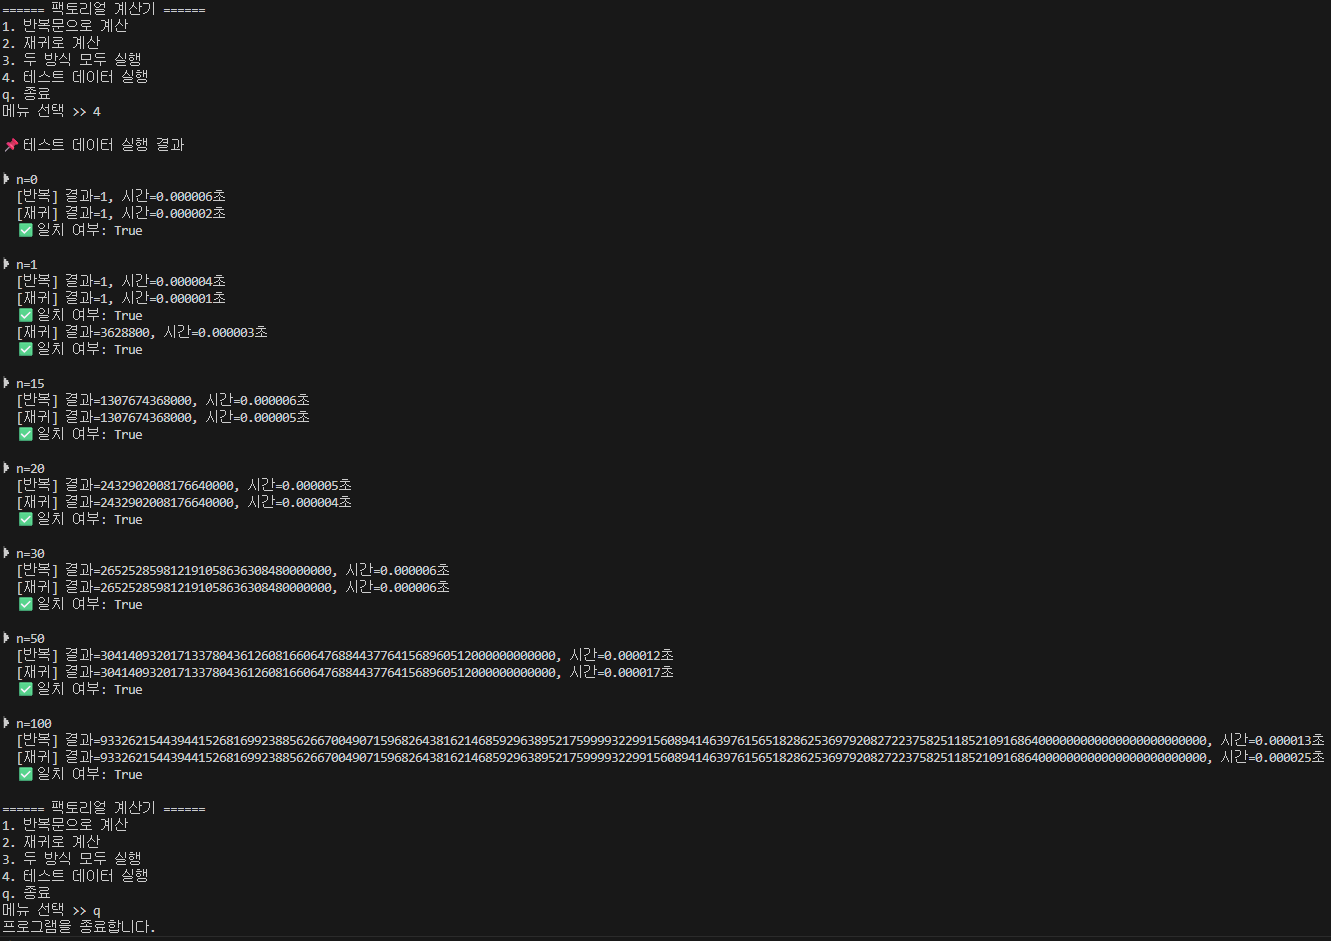 ====== 팩토리얼 계산기 ======
1. 반복문으로 계산
2. 재귀로 계산
3. 두 방식 모두 실행
4. 테스트 데이터 실행
q. 종료
메뉴 선택 >> 4
📌 테스트 데이터 실행 결과
▶ n=0
[반복] 결과=1, 시간=0.000006초
[재귀] 결과=1, 시간=0.000002초
✅ 일치 여부: True
▶ n=1
[반복] 결과=1, 시간=0.000004초
[재귀] 결과=1, 시간=0.000001초
✅ 일치 여부: True
[재귀] 결과=3628800, 시간=0.000003초
✅ 일치 여부: True
▶ n=15
[반복] 결과=1307674368000, 시간=0.000006초
[재귀] 결과=1307674368000, 시간=0.000005초
✅ 일치 여부: True
▶ n=20
[반복] 결과=2432902008176640000, 시간=0.000005초
[재귀] 결과=2432902008176640000, 시간=0.000004초
✅ 일치 여부: True
▶ n=30
[반복] 결과=265252859812191058636308480000000, 시간=0.000006초
[재귀] 결과=265252859812191058636308480000000, 시간=0.000006초
✅ 일치 여부: True
▶ n=50
[반복] 결과=30414093201713378043612608166064768844377641568960512000000000000, 시간=0.000012초
[재귀] 결과=30414093201713378043612608166064768844377641568960512000000000000, 시간=0.000017초
✅ 일치 여부: True
▶ n=100
[반복] 결과=93326215443944152681699238856266700490715968264381621468592963895217599993229915608941463976156518286253697920827223758251185210916864000000000000000000000000, 시간=0.000013초
[재귀] 결과=93326215443944152681699238856266700490715968264381621468592963895217599993229915608941463976156518286253697920827223758251185210916864000000000000000000000000, 시간=0.000025초
✅ 일치 여부: True
====== 팩토리얼 계산기 ======
1. 반복문으로 계산
2. 재귀로 계산
3. 두 방식 모두 실행
4. 테스트 데이터 실행
q. 종료
메뉴 선택 >> q
프로그램을 종료합니다.